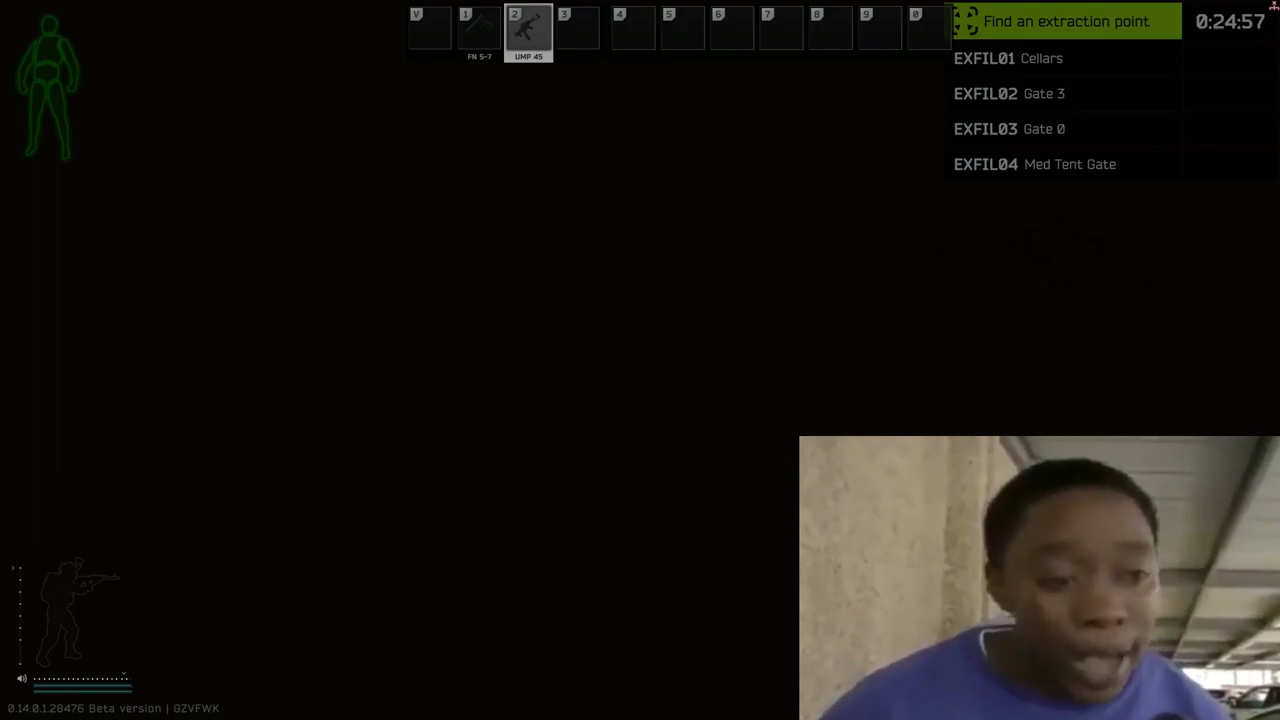 V 1 2 3 4 5 6 7 8 9 0
FN 5-7 UMP 45
Find an extraction point 0:24:57
EXFIL01 Cellars
EXFIL02 Gate 3
EXFIL03 Gate 0
EXFIL04 Med Tent Gate
0.14.0.1.28476 Beta version | GZVFWK